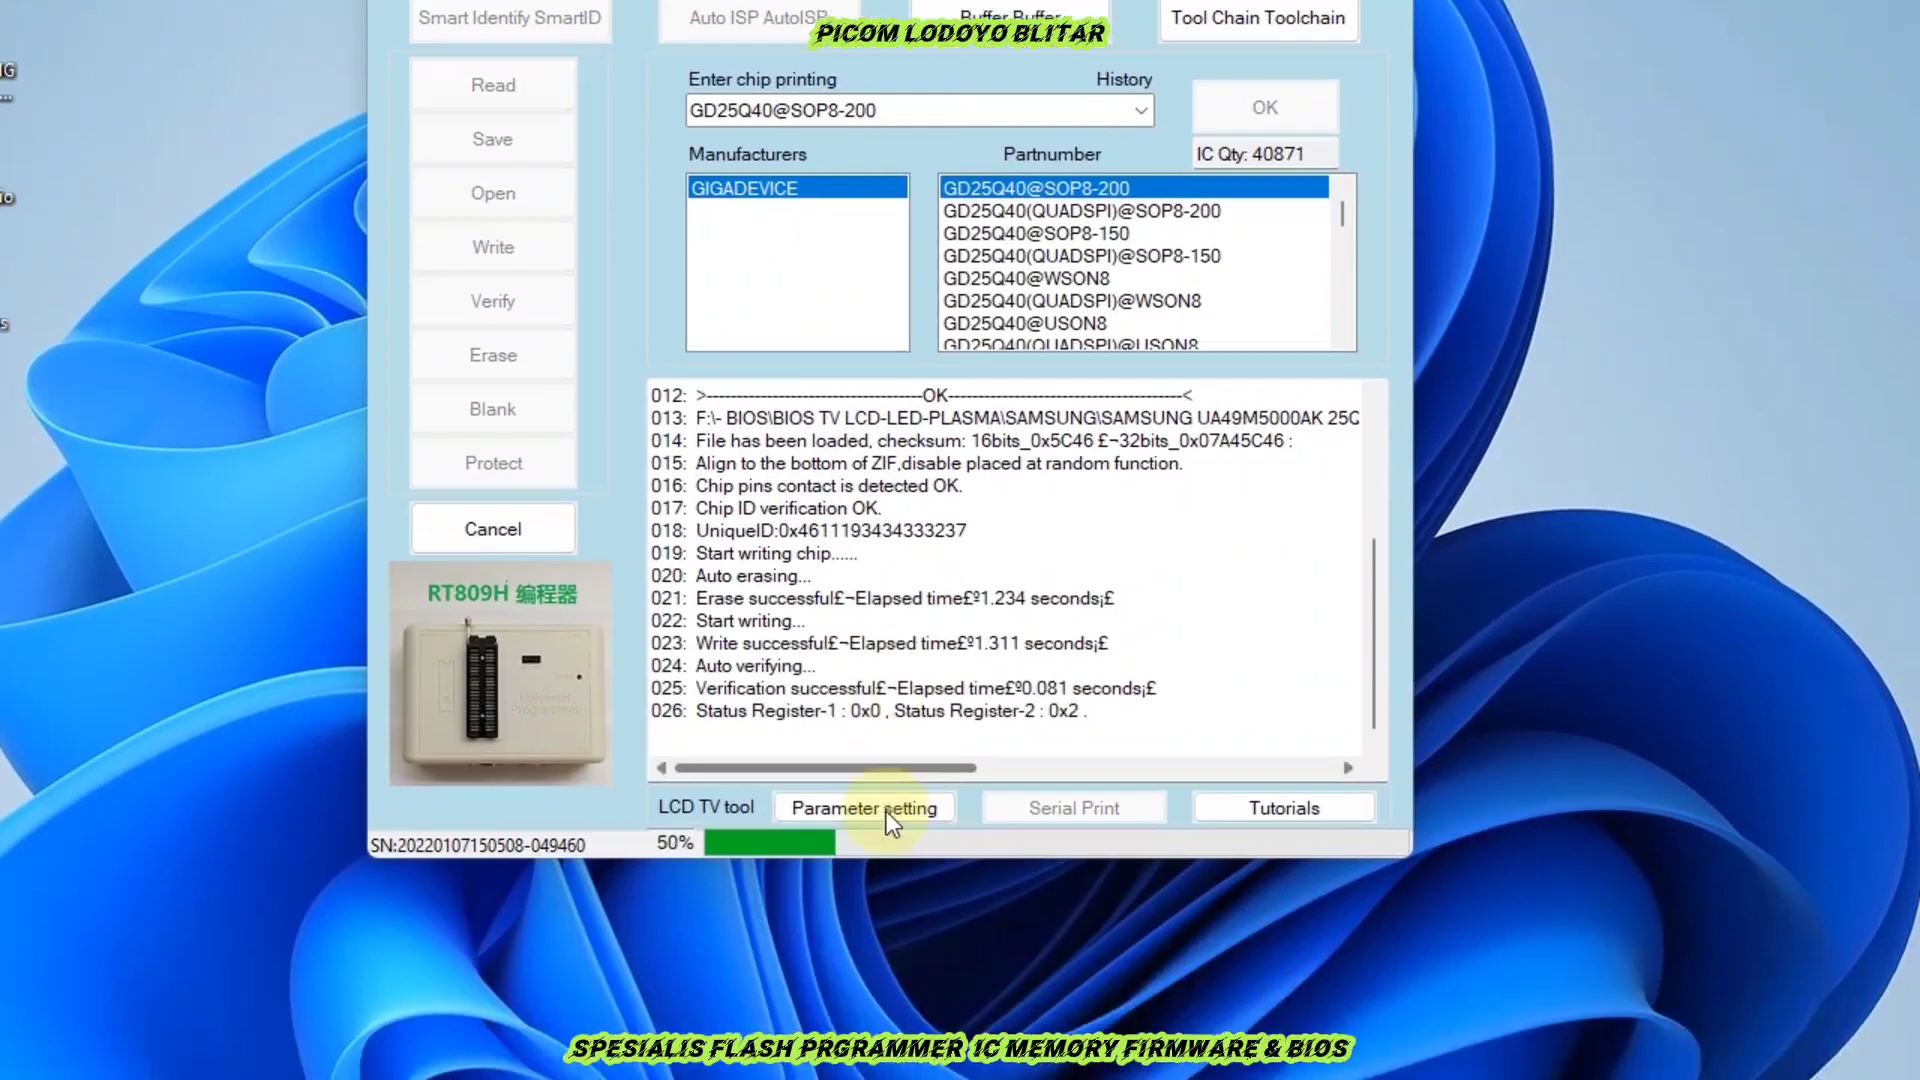 Smart Identify SmartID
Auto ISP AutoISP
Buffer Buffer
Tool Chain Toolchain
PICOM LODOYO BLITAR
Read
Save
Open
Write
Verify
Erase
Blank
Protect
Cancel
Enter chip printing
History
GD25Q40@SOP8-200
OK
IC Qty: 40871
Manufacturers
Partnumber
GIGADEVICE
GD25Q40@SOP8-200
GD25Q40(QUADSPI)@SOP8-200
GD25Q40@SOP8-150
GD25Q40(QUADSPI)@SOP8-150
GD25Q40@WSON8
GD25Q40(QUADSPI)@WSON8
GD25Q40@USON8
GD25Q40(QUADSPI)@USON8
012: >------------------------------------OK------------------------------------<
013: F:\- BIOS\BIOS TV LCD-LED-PLASMA\SAMSUNG\SAMSUNG UA49M5000AK 25Q
014: File has been loaded, checksum: 16bits_0x5C46 £¬32bits_0x07A45C46 :
015: Align to the bottom of ZIF,disable placed at random function.
016: Chip pins contact is detected OK.
017: Chip ID verification OK.
018: UniqueID:0x4611193434333237
019: Start writing chip......
020: Auto erasing...
021: Erase successful£¬Elapsed time£º1.234 seconds¡£
022: Start writing...
023: Write successful£¬Elapsed time£º1.311 seconds¡£
024: Auto verifying...
025: Verification successful£¬Elapsed time£º0.081 seconds¡£
026: Status Register-1 : 0x0 , Status Register-2 : 0x2 .
RT809H 编程器
Universal
Programmer
LCD TV tool
Parameter setting
Serial Print
Tutorials
SN:20220107150508-049460
50%
SPESIALIS FLASH PRGRAMMER IC MEMORY FIRMWARE & BIOS